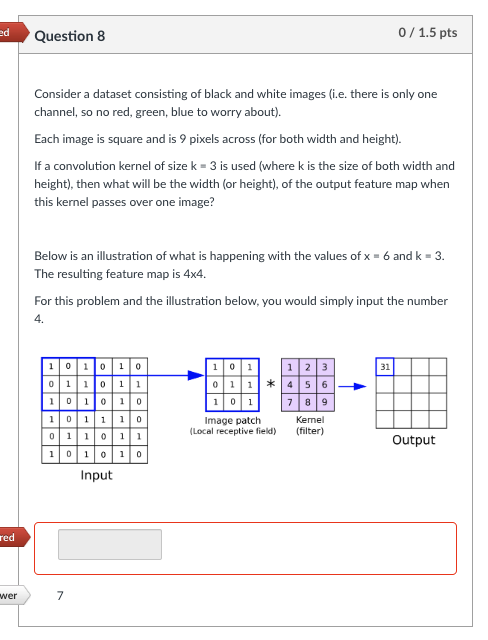 ed
Question 8
0 / 1.5 pts
Consider a dataset consisting of black and white images (i.e. there is only one
channel, so no red, green, blue to worry about).
Each image is square and is 9 pixels across (for both width and height).
If a convolution kernel of size k = 3 is used (where k is the size of both width and
height), then what will be the width (or height), of the output feature map when
this kernel passes over one image?
Below is an illustration of what is happening with the values of x = 6 and k = 3.
The resulting feature map is 4x4.
For this problem and the illustration below, you would simply input the number
4.
1 0 1 0 1 0
0 1 1 0 1 1
1 0 1 0 1 0
1 0 1 1 1 0
0 1 1 0 1 1
1 0 1 0 1 0
Input
1 0 1
0 1 1
1 0 1
Image patch
(Local receptive field)
*
1 2 3
4 5 6
7 8 9
Kernel
(filter)
31
Output
red
wer
7